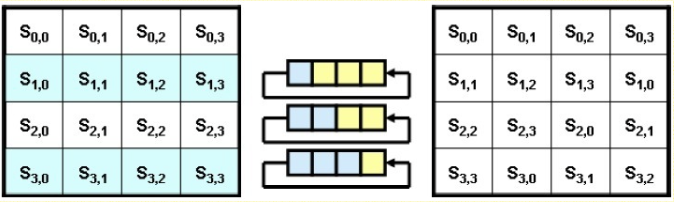 S0,0 S0,1 S0,2 S0,3 S0,0 S0,1 S0,2 S0,3
S1,0 S1,1 S1,2 S1,3 S1,1 S1,2 S1,3 S1,0
S2,0 S2,1 S2,2 S2,3 S2,2 S2,3 S2,0 S2,1
S3,0 S3,1 S3,2 S3,3 S3,3 S3,0 S3,1 S3,2